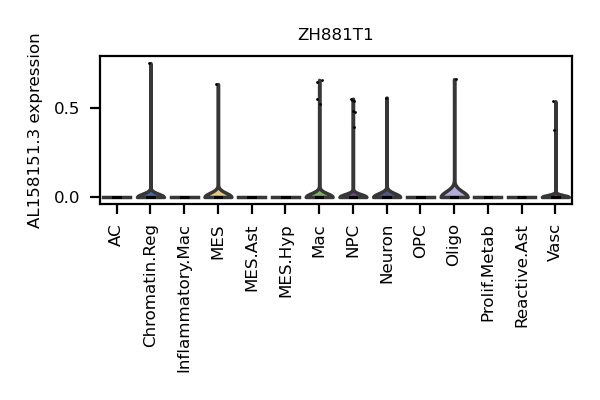 ZH881T1
AL158151.3 expression
0.5
0.0
AC
Chromatin.Reg
Inflammatory.Mac
MES
MES.Ast
MES.Hyp
Mac
NPC
Neuron
OPC
Oligo
Prolif.Metab
Reactive.Ast
Vasc